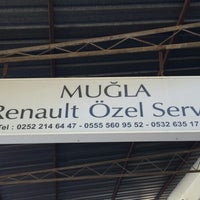 MUĞLA
Renault Özel Serv
Tel : 0252 214 64 47 - 0555 560 95 52 - 0532 635 17